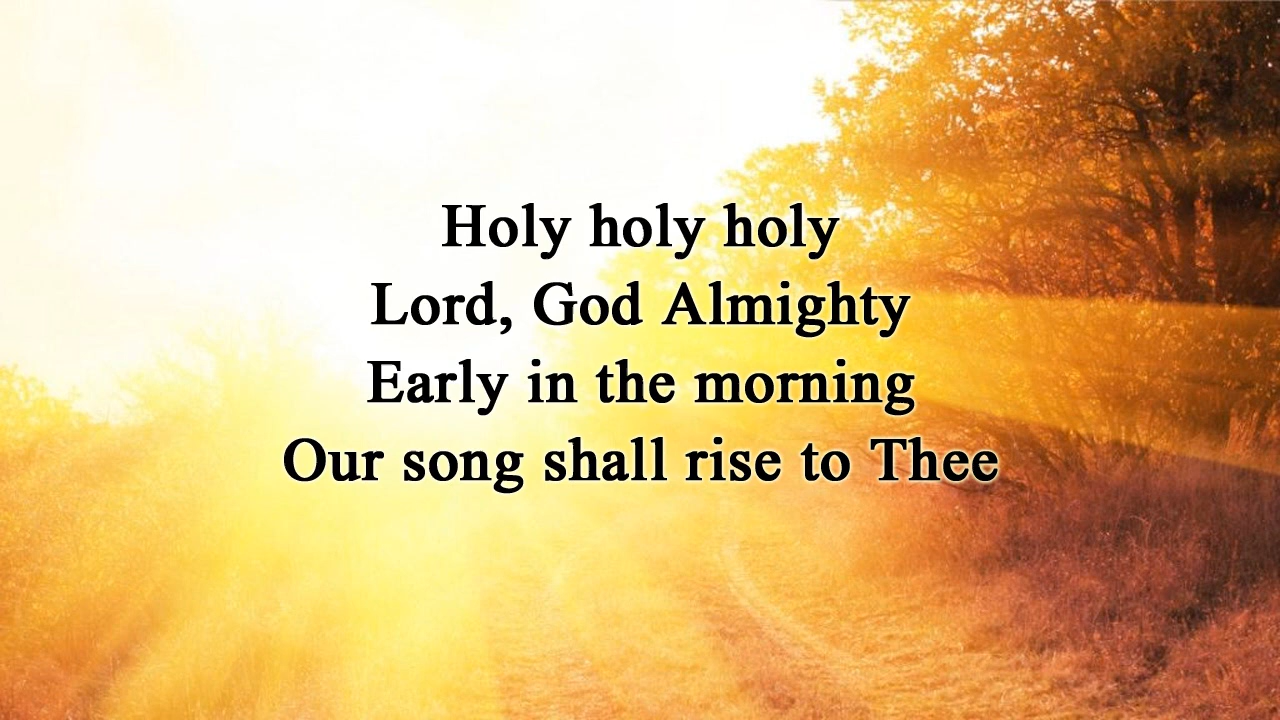 Holy holy holy
Lord, God Almighty
Early in the morning
Our song shall rise to Thee